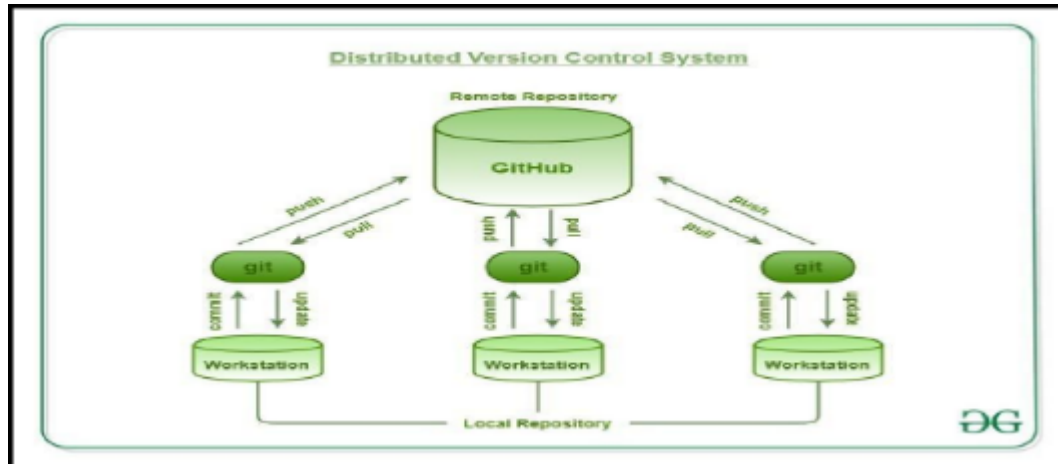 Distributed Version Control System
Remote Repository
GitHub
push
pull
push
pull
push
pull
git
git
git
commit
update
commit
update
commit
update
Workstation
Workstation
Workstation
Local Repository